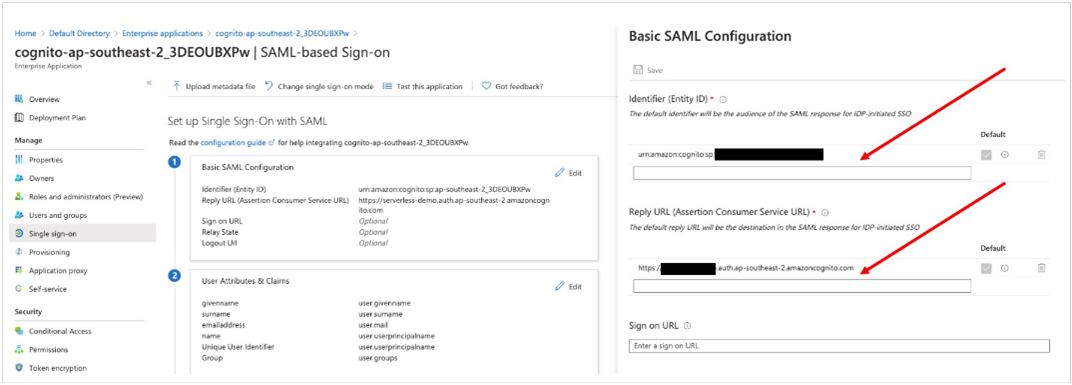 Home > Default Directory > Enterprise applications > cognito-ap-southeast-2_3DEOUBXPw >
cognito-ap-southeast-2_3DEOUBXPw | SAML-based Sign-on
Enterprise Application
«
Overview
Deployment Plan
Manage
Properties
Owners
Roles and administrators (Preview)
Users and groups
Single sign-on
Provisioning
Application proxy
Self-service
Security
Conditional Access
Permissions
Token encryption
Upload metadata file Change single sign-on mode Test this application Got feedback?
Set up Single Sign-On with SAML
Read the configuration guide for help integrating cognito-ap-southeast-2_3DEOUBXPw.
1
Basic SAML Configuration Edit
Identifier (Entity ID) urn:amazon:cognito:sp:ap-southeast-2_3DEOUBXPw
Reply URL (Assertion Consumer Service URL) https://serverless-demo.auth.ap-southeast-2.amazoncogn
ito.com
Sign on URL Optional
Relay State Optional
Logout Url Optional
2
User Attributes & Claims Edit
givenname user.givenname
surname user.surname
emailaddress user.mail
name user.userprincipalname
Unique User Identifier user.userprincipalname
Group user.groups
Basic SAML Configuration
Save
Identifier (Entity ID) *
The default identifier will be the audience of the SAML response for IDP-initiated SSO
Default
urn:amazon:cognito:sp
Reply URL (Assertion Consumer Service URL) *
The default reply URL will be the destination in the SAML response for IDP-initiated SSO
Default
https:/ .auth.ap-southeast-2.amazoncognito.com
Sign on URL
Enter a sign on URL